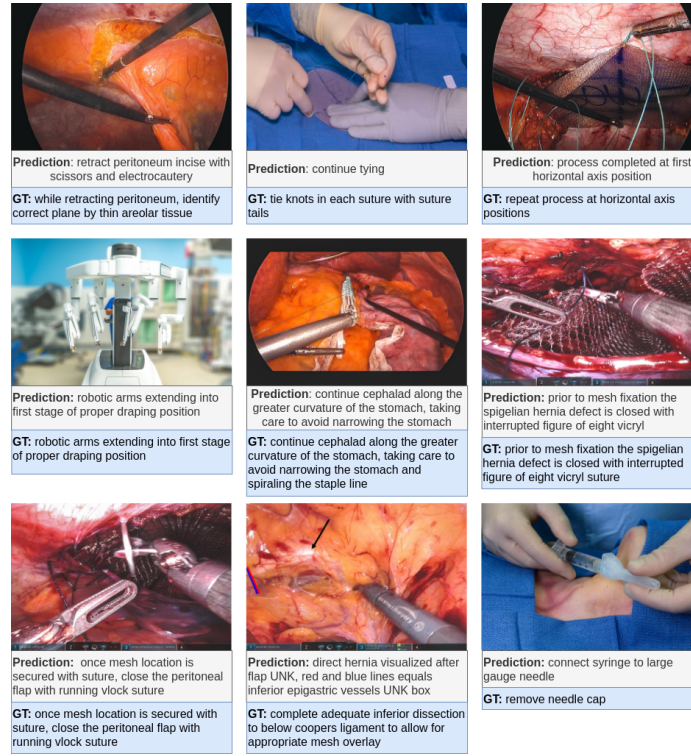 Prediction: retract peritoneum incise with
scissors and electrocautery
GT: while retracting peritoneum, identify
correct plane by thin areolar tissue
Prediction: continue tying
GT: tie knots in each suture with suture
tails
Prediction: process completed at first
horizontal axis position
GT: repeat process at horizontal axis
positions
Prediction: robotic arms extending into
first stage of proper draping position
GT: robotic arms extending into first stage
of proper draping position
Prediction: continue cephalad along the
greater curvature of the stomach, taking
care to avoid narrowing the stomach
GT: continue cephalad along the greater
curvature of the stomach, taking care to
avoid narrowing the stomach and
spiraling the staple line
Prediction: prior to mesh fixation the
spigelian hernia defect is closed with
interrupted figure of eight vicryl
GT: prior to mesh fixation the spigelian
hernia defect is closed with interrupted
figure of eight vicryl suture
Prediction: once mesh location is
secured with suture, close the peritoneal
flap with running vlock suture
GT: once mesh location is secured with
suture, close the peritoneal flap with
running vlock suture
Prediction: direct hernia visualized after
flap UNK, red and blue lines equals
inferior epigastric vessels UNK box
GT: complete adequate inferior dissection
to below coopers ligament to allow for
appropriate mesh overlay
Prediction: connect syringe to large
gauge needle
GT: remove needle cap